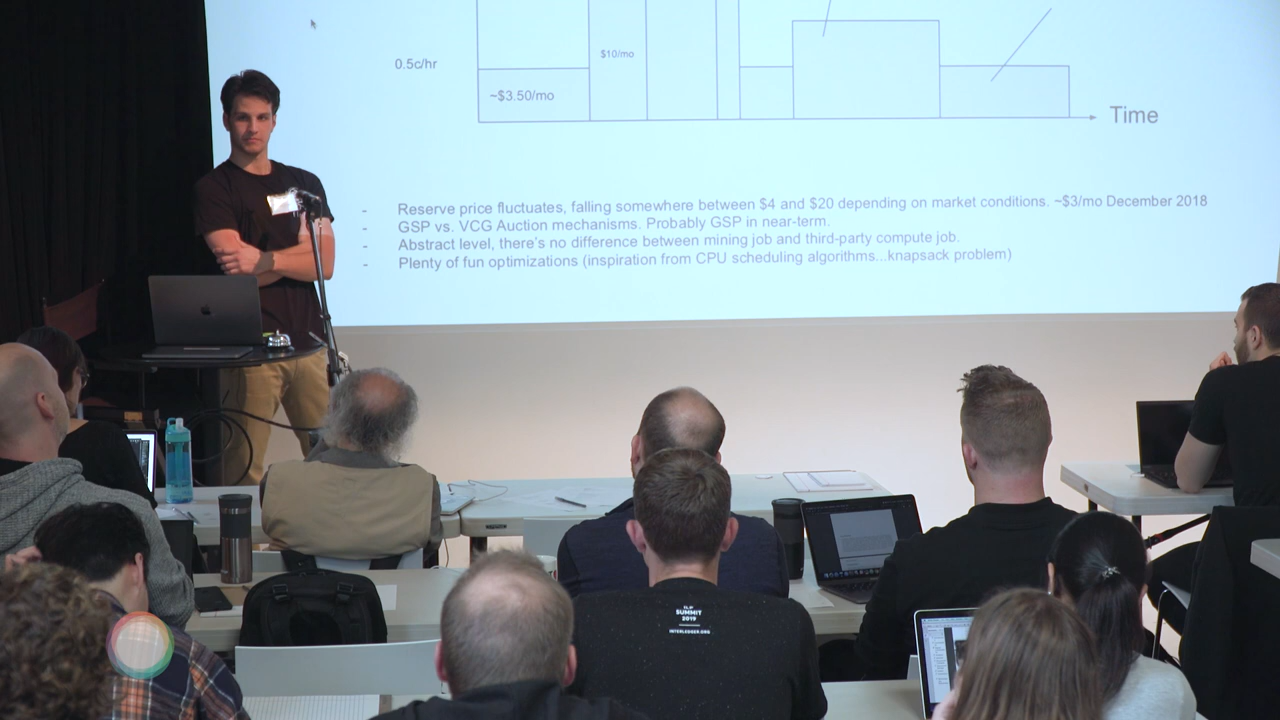 0.5c/hr
$10/mo
~$3.50/mo
Time
- Reserve price fluctuates, falling somewhere between $4 and $20 depending on market conditions. ~$3/mo December 2018
- GSP vs. VCG Auction mechanisms. Probably GSP in near-term.
- Abstract level, there's no difference between mining job and third-party compute job.
- Plenty of fun optimizations (inspiration from CPU scheduling algorithms...knapsack problem)
SUMMIT
2019
INTERLEDGER.ORG